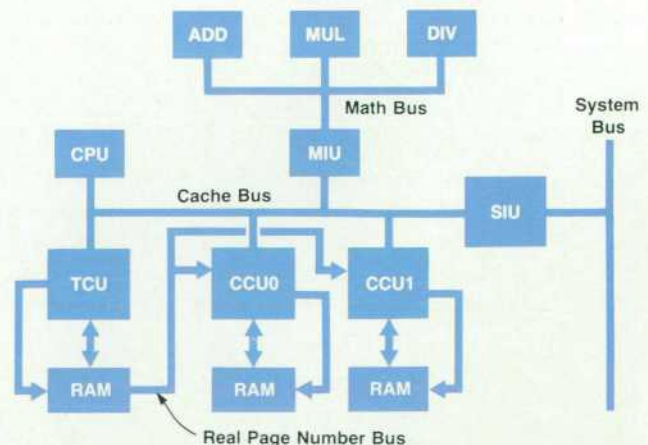 ADD
MUL
DIV
Math Bus
System
Bus
CPU
MIU
Cache Bus
SIU
TCU
CCU0
CCU1
RAM
RAM
RAM
Real Page Number Bus